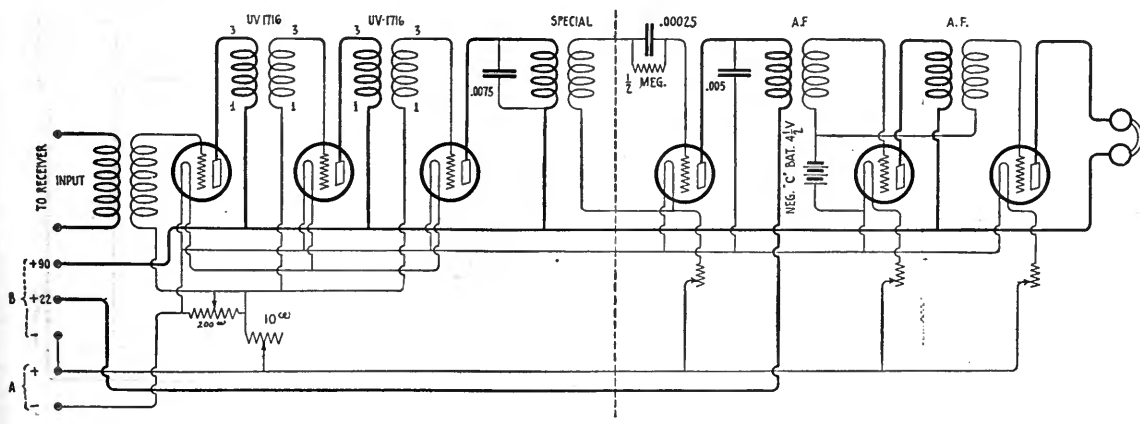 UV 1716
UV-1716
SPECIAL
.00025
A.F
A.F.
3
3
3
3
1
1
1
1
.0075
½ MEG.
.005
TO RECEIVER
INPUT
NEG. "C" BAT. 4½V
B
+90
+22
-
A
+
-
200 ω
10 ω